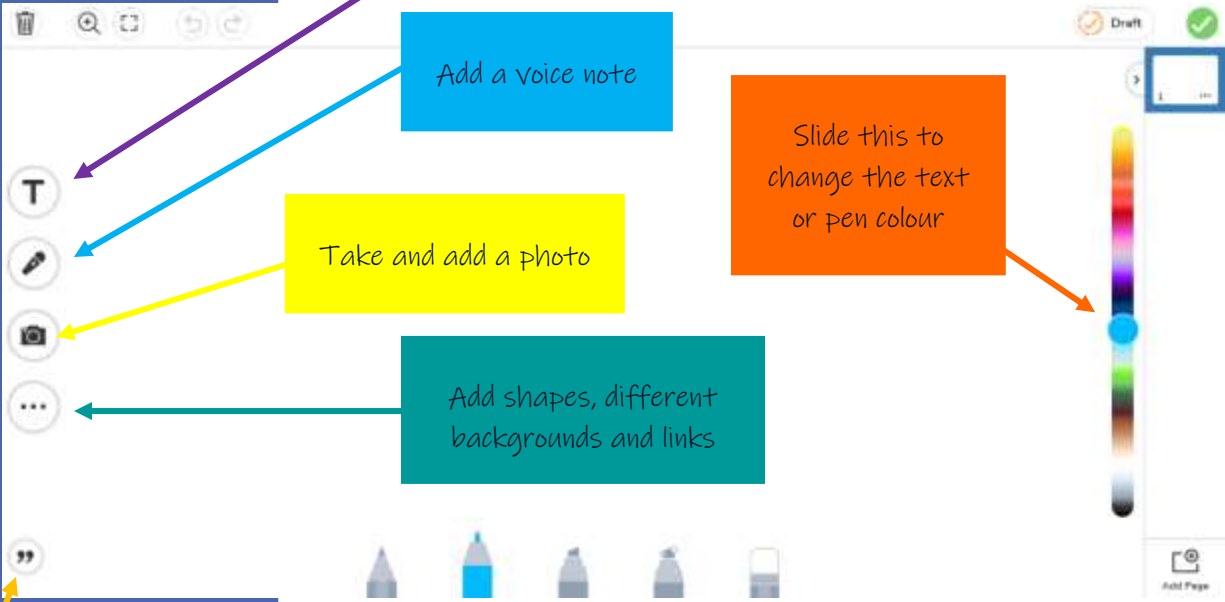 Draft
Add a voice note
Slide this to
change the text
or pen colour
1
T
Take and add a photo
Add shapes, different
backgrounds and links
Add Page